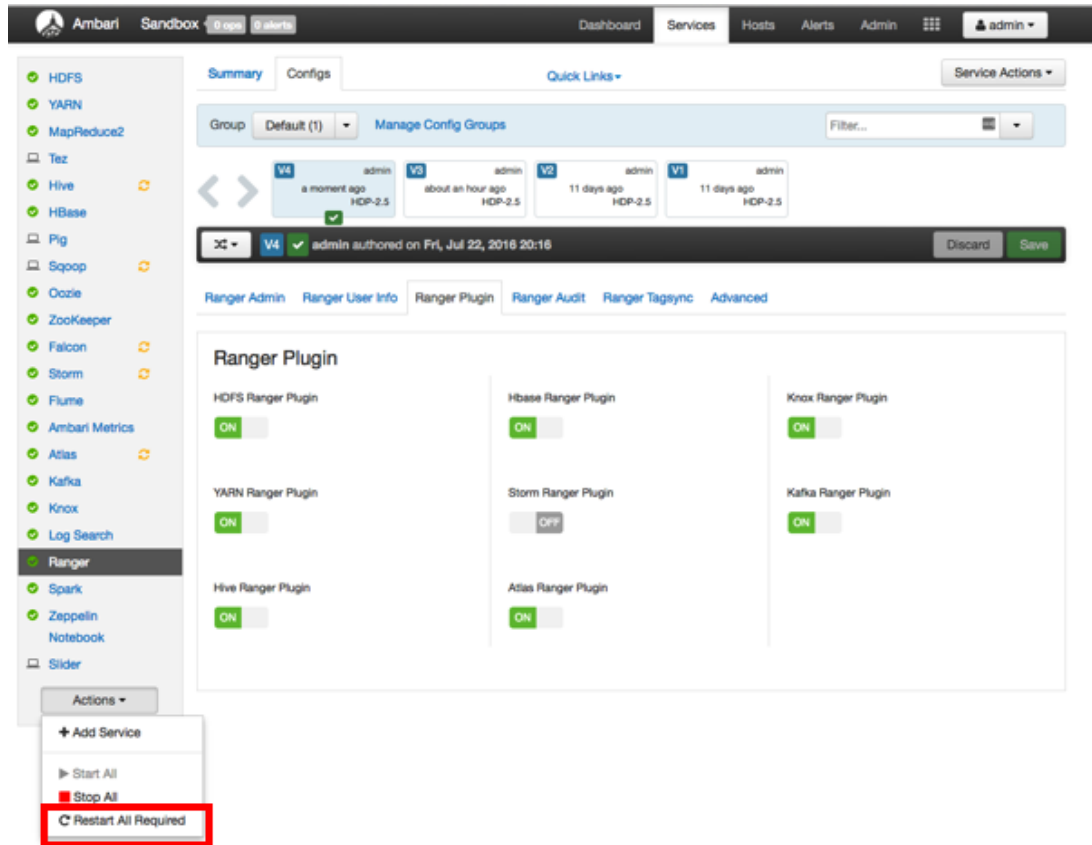 Ambari Sandbox 0 ops 0 alerts Dashboard Services Hosts Alerts Admin admin
HDFS
YARN
MapReduce2
Tez
Hive
HBase
Pig
Sqoop
Oozie
ZooKeeper
Falcon
Storm
Flume
Ambari Metrics
Atlas
Kafka
Knox
Log Search
Ranger
Spark
Zeppelin
Notebook
Slider
Actions
+ Add Service
Start All
Stop All
Restart All Required
Summary Configs Quick Links Service Actions
Group Default (1) Manage Config Groups Filter...
V4 admin
a moment ago
HDP-2.5
V3 admin
about an hour ago
HDP-2.5
V2 admin
11 days ago
HDP-2.5
V1 admin
11 days ago
HDP-2.5
V4 admin authored on Fri, Jul 22, 2016 20:16 Discard Save
Ranger Admin Ranger User Info Ranger Plugin Ranger Audit Ranger Tagsync Advanced
Ranger Plugin
HDFS Ranger Plugin Hbase Ranger Plugin Knox Ranger Plugin
ON ON ON
YARN Ranger Plugin Storm Ranger Plugin Kafka Ranger Plugin
ON OFF ON
Hive Ranger Plugin Atlas Ranger Plugin
ON ON